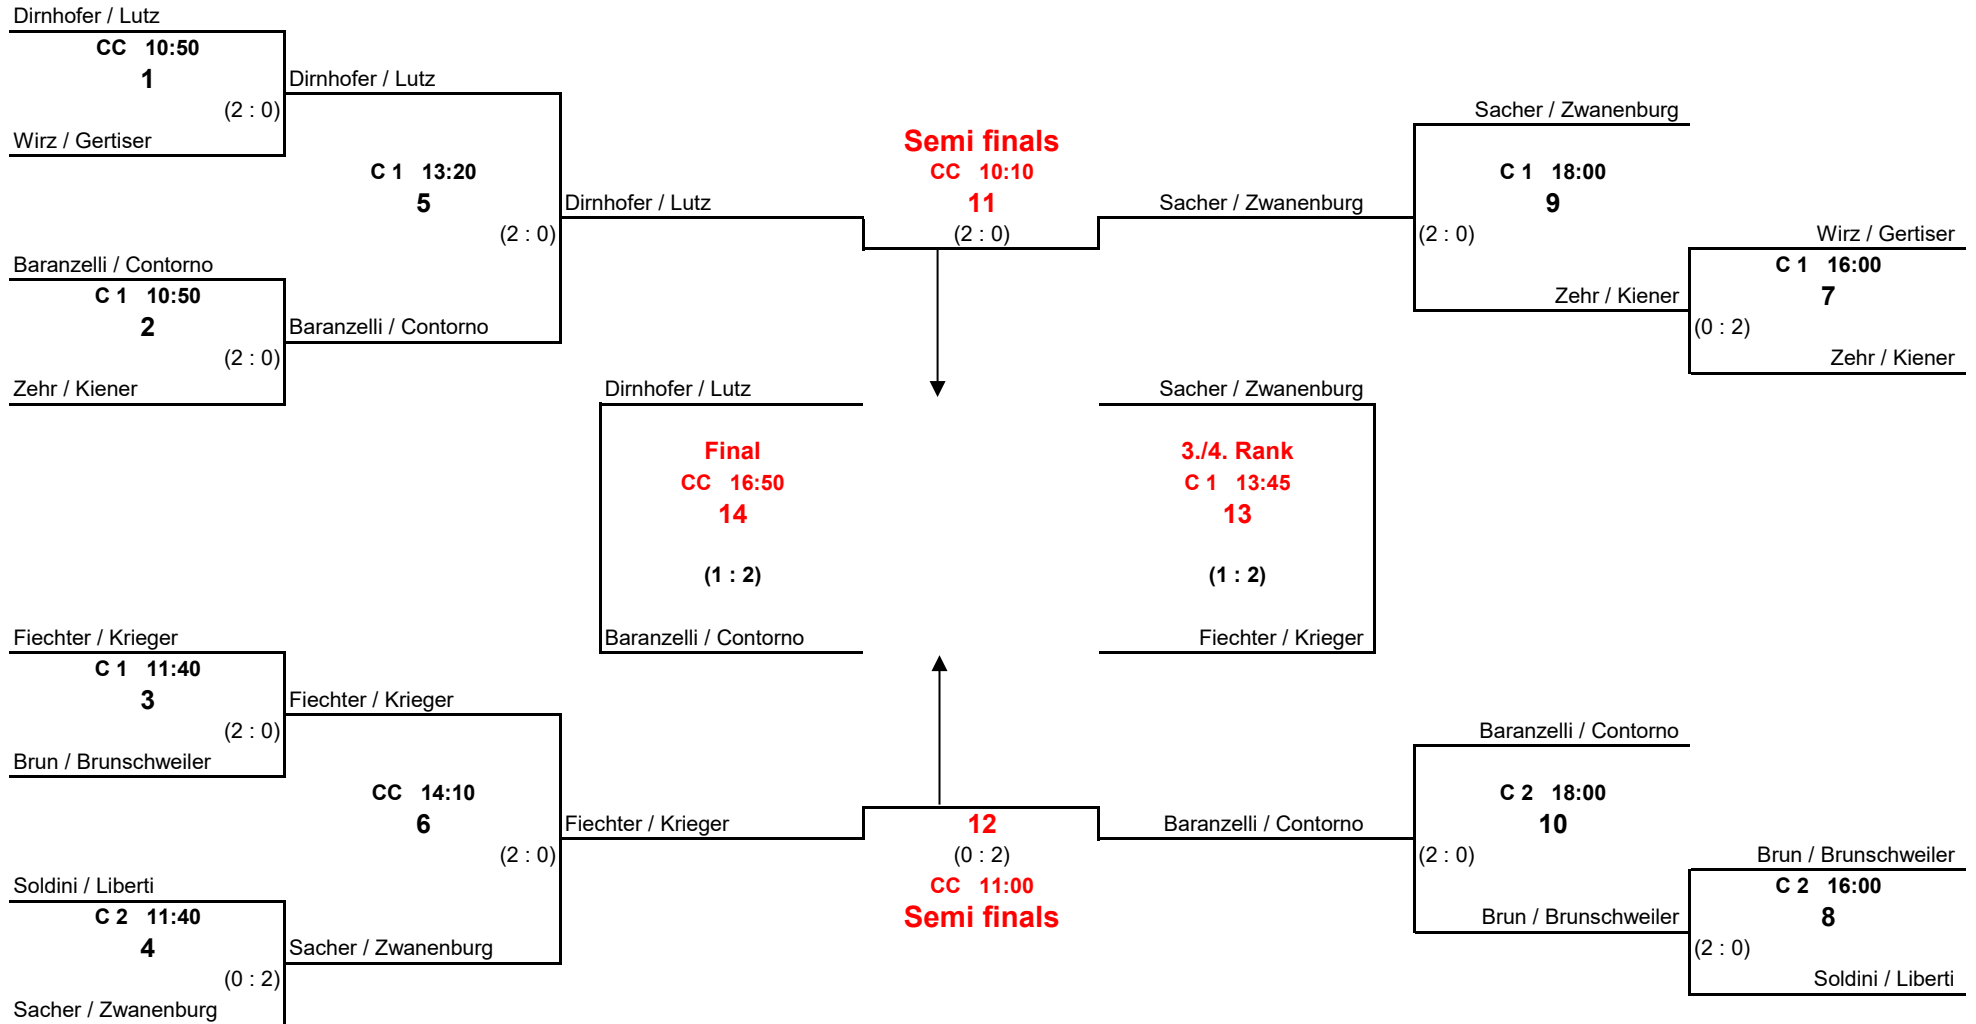 Dirnhofer / Lutz
CC 10:50
1
(2 : 0)
Wirz / Gertiser
Dirnhofer / Lutz
C 1 13:20
5
(2 : 0)
Baranzelli / Contorno
C 1 10:50
2
(2 : 0)
Zehr / Kiener
Baranzelli / Contorno
Dirnhofer / Lutz
Semi finals
CC 10:10
11
(2 : 0)
Sacher / Zwanenburg
Sacher / Zwanenburg
C 1 18:00
9
(2 : 0)
Zehr / Kiener
Wirz / Gertiser
C 1 16:00
7
(0 : 2)
Zehr / Kiener
Dirnhofer / Lutz
Final
CC 16:50
14
(1 : 2)
Baranzelli / Contorno
Sacher / Zwanenburg
3./4. Rank
C 1 13:45
13
(1 : 2)
Fiechter / Krieger
Fiechter / Krieger
C 1 11:40
3
(2 : 0)
Brun / Brunschweiler
Fiechter / Krieger
CC 14:10
6
(2 : 0)
Soldini / Liberti
C 2 11:40
4
(0 : 2)
Sacher / Zwanenburg
Sacher / Zwanenburg
Fiechter / Krieger
12
(0 : 2)
CC 11:00
Semi finals
Baranzelli / Contorno
Baranzelli / Contorno
C 2 18:00
10
(2 : 0)
Brun / Brunschweiler
Brun / Brunschweiler
C 2 16:00
8
(2 : 0)
Soldini / Liberti